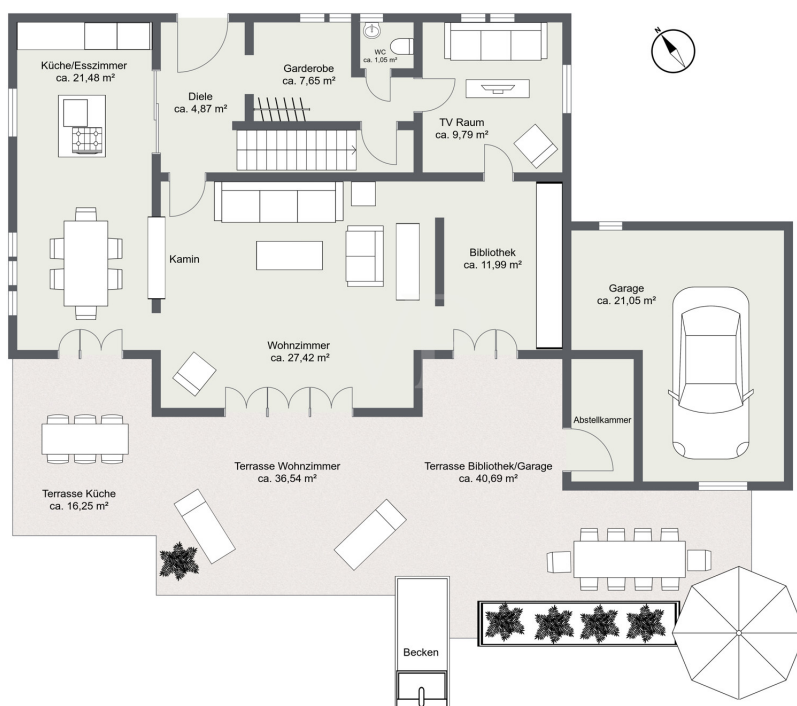 N
Küche/Esszimmer
ca. 21,48 m²
Diele
ca. 4,87 m²
Garderobe
ca. 7,65 m²
WC
ca. 1,05 m²
TV Raum
ca. 9,79 m²
Kamin
Bibliothek
ca. 11,99 m²
Garage
ca. 21,05 m²
Wohnzimmer
ca. 27,42 m²
Abstellkammer
Terrasse Küche
ca. 16,25 m²
Terrasse Wohnzimmer
ca. 36,54 m²
Terrasse Bibliothek/Garage
ca. 40,69 m²
Becken